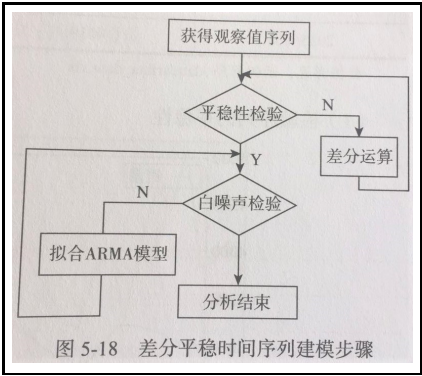 获得观察值序列
平稳性检验
N
差分运算
Y
N
白噪声检验
拟合ARMA模型
分析结束
图 5-18 差分平稳时间序列建模步骤